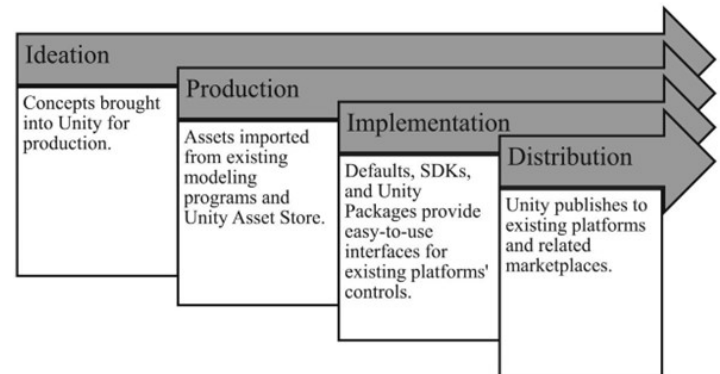 Ideation
Concepts brought
into Unity for
production.
Production
Assets imported
from existing
modeling
programs and
Unity Asset Store.
Implementation
Defaults, SDKs,
and Unity
Packages provide
easy-to-use
interfaces for
existing platforms'
controls.
Distribution
Unity publishes to
existing platforms
and related
marketplaces.